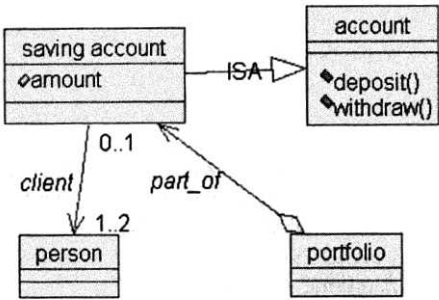 saving account
amount
ISA
account
deposit()
withdraw()
0..1
client
part_of
1..2
person
portfolio